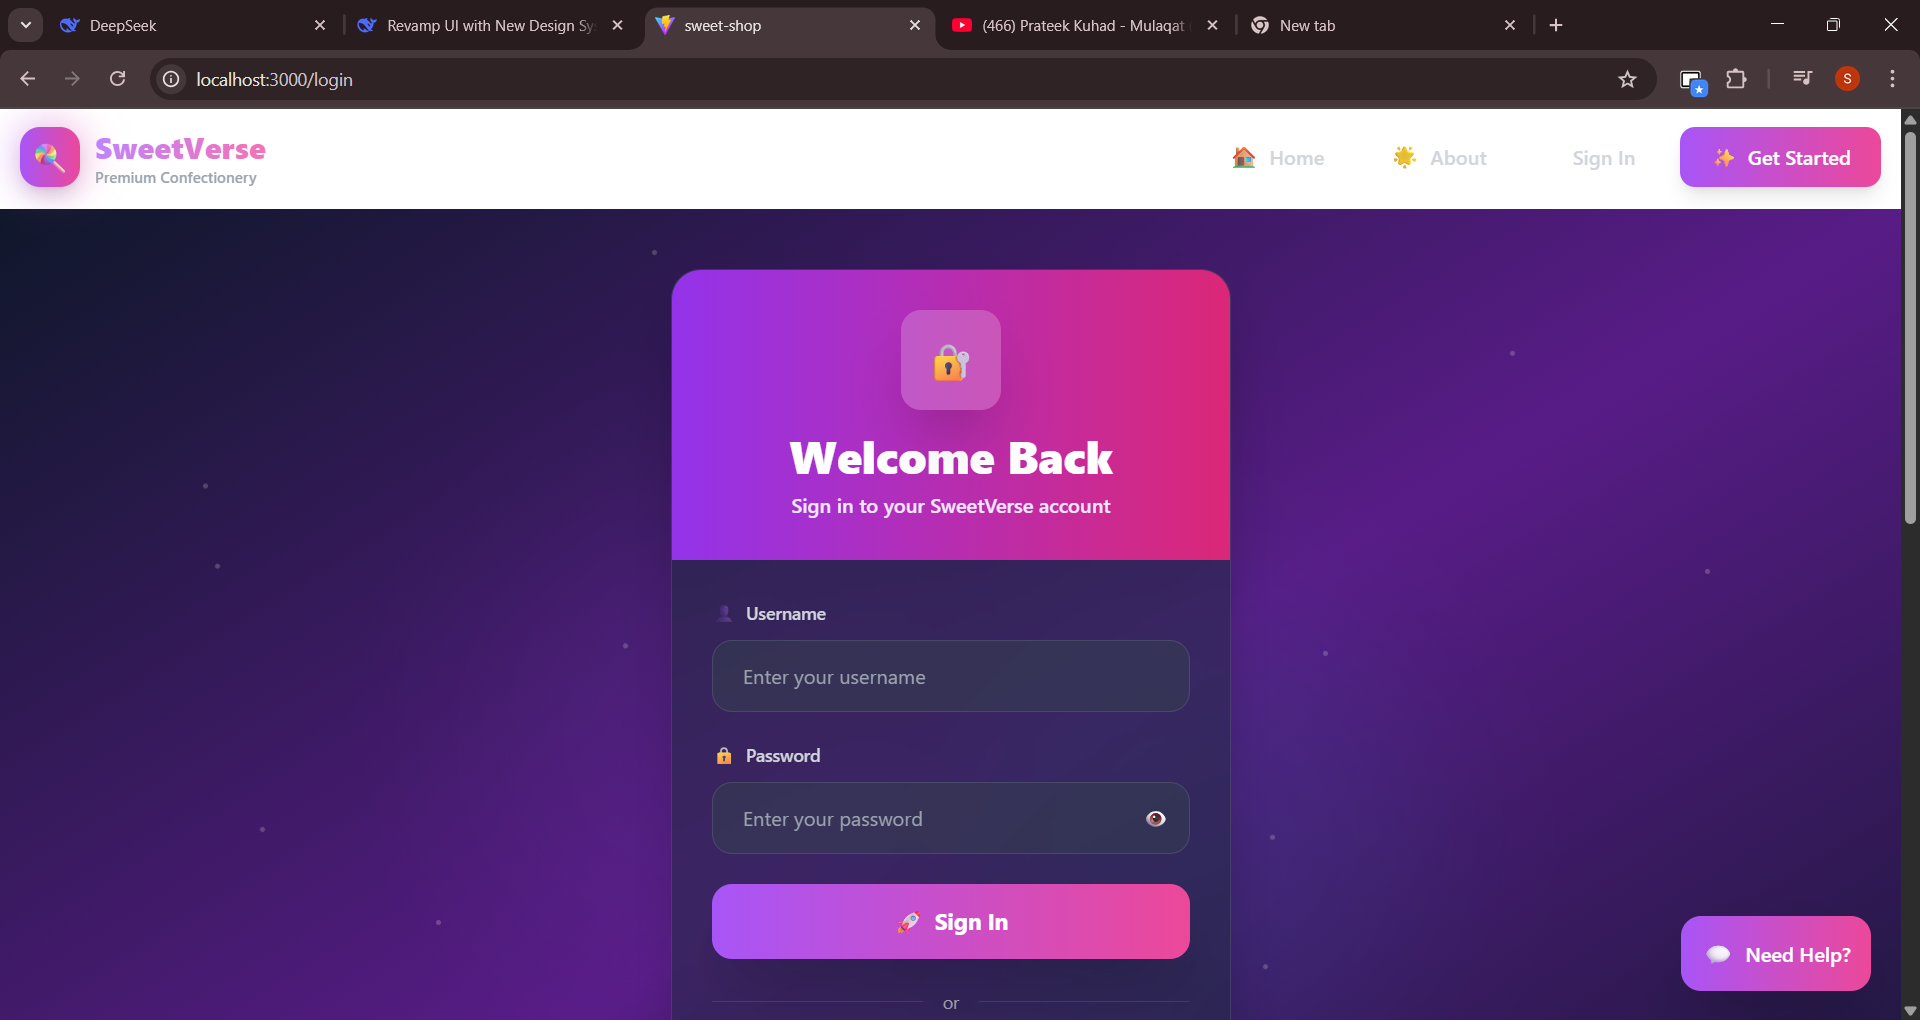 DeepSeek
Revamp UI with New Design Sy
sweet-shop
(466) Prateek Kuhad - Mulaqat
New tab
localhost:3000/login
S
SweetVerse
Premium Confectionery
Home
About
Sign In
Get Started
Welcome Back
Sign in to your SweetVerse account
Username
Enter your username
Password
Enter your password
Sign In
or
Need Help?